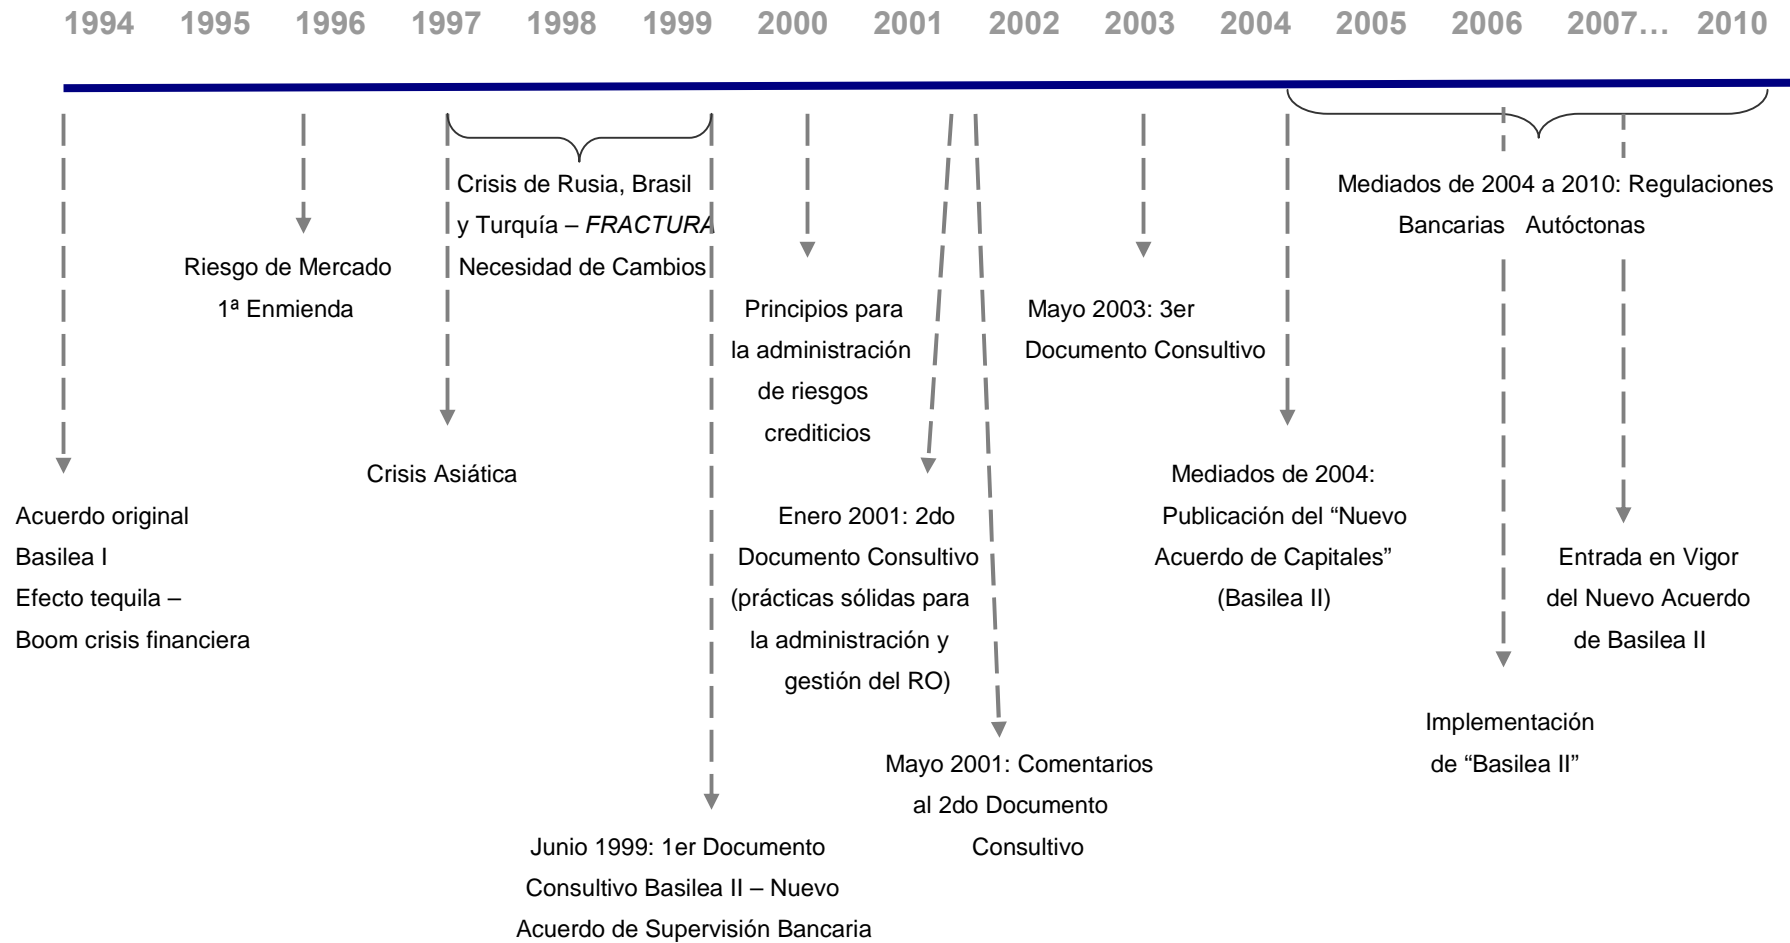 1994 1995 1996 1997 1998 1999 2000 2001 2002 2003 2004 2005 2006 2007… 2010
Acuerdo original
Basilea I
Efecto tequila –
Boom crisis financiera
Riesgo de Mercado
1ª Enmienda
Crisis Asiática
Crisis de Rusia, Brasil
y Turquía – FRACTURA
Necesidad de Cambios
Junio 1999: 1er Documento
Consultivo Basilea II – Nuevo
Acuerdo de Supervisión Bancaria
Principios para
la administración
de riesgos
crediticios
Enero 2001: 2do
Documento Consultivo
(prácticas sólidas para
la administración y
gestión del RO)
Mayo 2001: Comentarios
al 2do Documento
Consultivo
Mayo 2003: 3er
Documento Consultivo
Mediados de 2004:
Publicación del “Nuevo
Acuerdo de Capitales”
(Basilea II)
Mediados de 2004 a 2010: Regulaciones
Bancarias Autóctonas
Implementación
de “Basilea II”
Entrada en Vigor
del Nuevo Acuerdo
de Basilea II